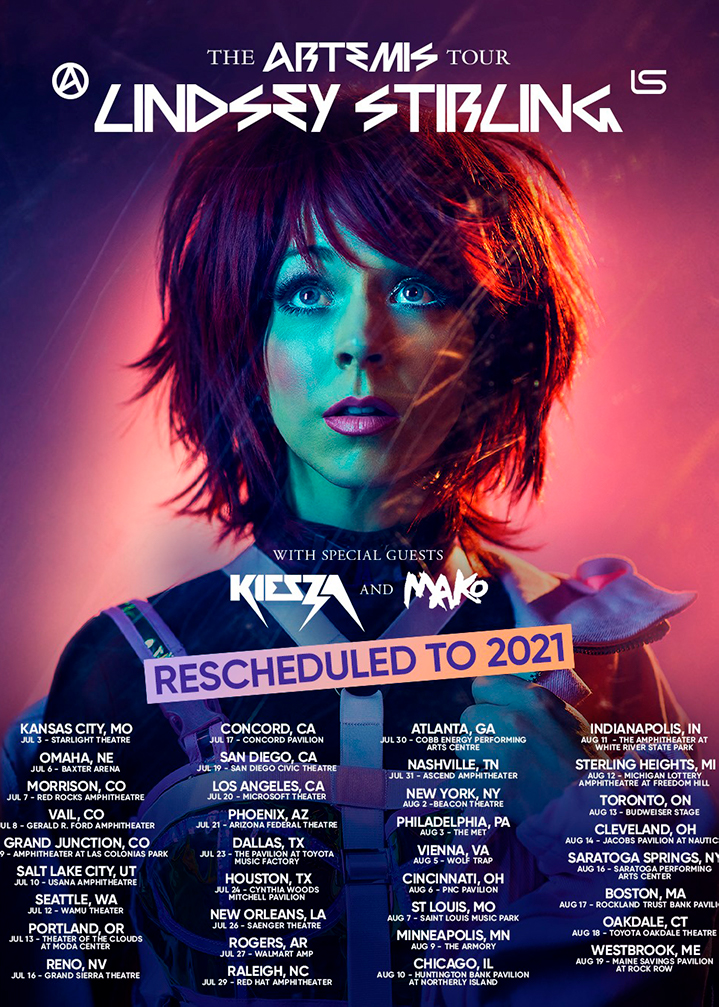 THE ARTEMIS TOUR
A
LINDSEY STIRLING
LS
WITH SPECIAL GUESTS
KIESZA AND MAKO
RESCHEDULED TO 2021
KANSAS CITY, MO
JUL 3 - STARLIGHT THEATRE
OMAHA, NE
JUL 6 - BAXTER ARENA
MORRISON, CO
JUL 7 - RED ROCKS AMPHITHEATRE
VAIL, CO
UL 8 - GERALD R. FORD AMPHITHEATER
GRAND JUNCTION, CO
9 - AMPHITHEATER AT LAS COLONIAS PARK
SALT LAKE CITY, UT
JUL 10 - USANA AMPHITHEATRE
SEATTLE, WA
JUL 12 - WAMU THEATER
PORTLAND, OR
JUL 13 - THEATER OF THE CLOUDS
AT MODA CENTER
RENO, NV
JUL 16 - GRAND SIERRA THEATRE
CONCORD, CA
JUL 17 - CONCORD PAVILION
SAN DIEGO, CA
JUL 19 - SAN DIEGO CIVIC THEATRE
LOS ANGELES, CA
JUL 20 - MICROSOFT THEATER
PHOENIX, AZ
JUL 21 - ARIZONA FEDERAL THEATRE
DALLAS, TX
JUL 23 - THE PAVILION AT TOYOTA
MUSIC FACTORY
HOUSTON, TX
JUL 24 - CYNTHIA WOODS
MITCHELL PAVILION
NEW ORLEANS, LA
JUL 26 - SAENGER THEATRE
ROGERS, AR
JUL 27 - WALMART AMP
RALEIGH, NC
JUL 29 - RED HAT AMPHITHEATER
ATLANTA, GA
JUL 30 - COBB ENERGY PERFORMING
ARTS CENTRE
NASHVILLE, TN
JUL 31 - ASCEND AMPHITHEATER
NEW YORK, NY
AUG 2 - BEACON THEATRE
PHILADELPHIA, PA
AUG 3 - THE MET
VIENNA, VA
AUG 5 - WOLF TRAP
CINCINNATI, OH
AUG 6 - PNC PAVILION
ST LOUIS, MO
AUG 7 - SAINT LOUIS MUSIC PARK
MINNEAPOLIS, MN
AUG 9 - THE ARMORY
CHICAGO, IL
AUG 10 - HUNTINGTON BANK PAVILION
AT NORTHERLY ISLAND
INDIANAPOLIS, IN
AUG 11 - THE AMPHITHEATER AT
WHITE RIVER STATE PARK
STERLING HEIGHTS, MI
AUG 12 - MICHIGAN LOTTERY
AMPHITHEATRE AT FREEDOM HILL
TORONTO, ON
AUG 13 - BUDWEISER STAGE
CLEVELAND, OH
AUG 14 - JACOBS PAVILION AT NAUTIC
SARATOGA SPRINGS, NY
AUG 16 - SARATOGA PERFORMING
ARTS CENTER
BOSTON, MA
AUG 17 - ROCKLAND TRUST BANK PAVIL
OAKDALE, CT
AUG 18 - TOYOTA OAKDALE THEATRE
WESTBROOK, ME
AUG 19 - MAINE SAVINGS PAVILION
AT ROCK ROW